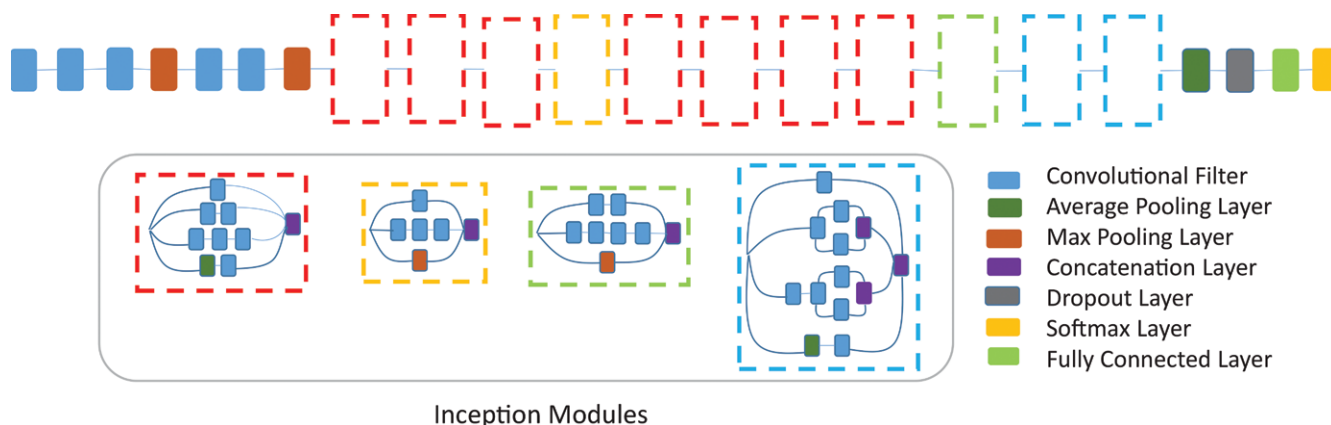 Convolutional Filter
Average Pooling Layer
Max Pooling Layer
Concatenation Layer
Dropout Layer
Softmax Layer
Fully Connected Layer
Inception Modules